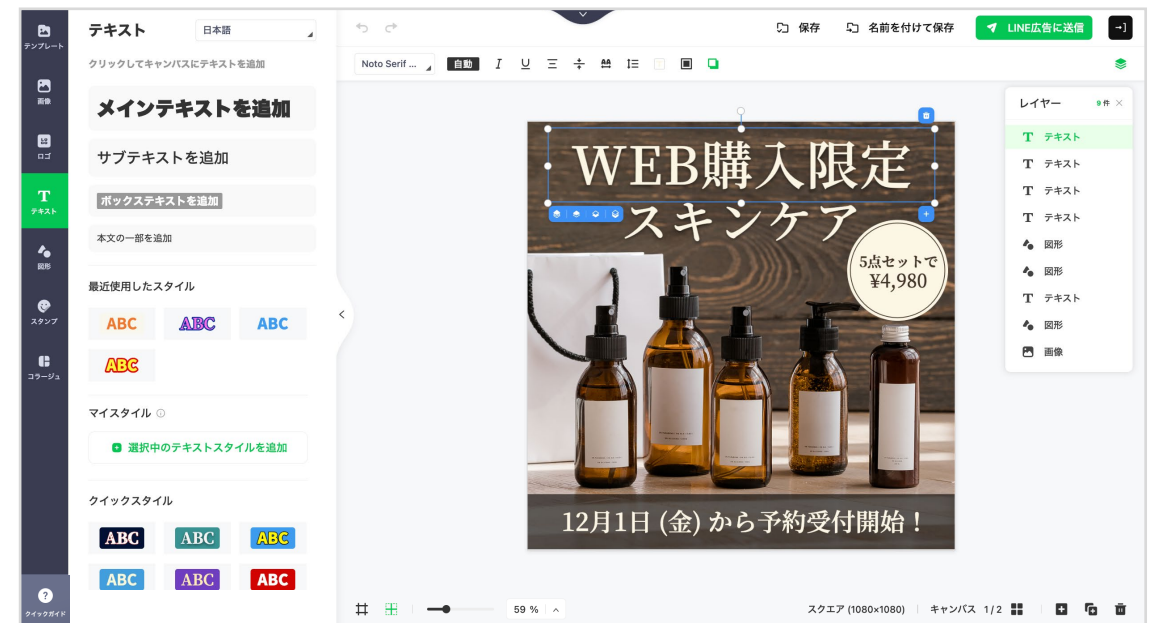 テンプレート
画像
ロゴ
テキスト
図形
スタンプ
コラージュ
クイックガイド
テキスト
日本語
クリックしてキャンバスにテキストを追加
メインテキストを追加
サブテキストを追加
ボックステキストを追加
本文の一部を追加
最近使用したスタイル
ABC ABC ABC
ABC
マイスタイル
選択中のテキストスタイルを追加
クイックスタイル
ABC ABC ABC
ABC ABC ABC
保存 名前を付けて保存 LINE広告に送信
Noto Serif ... 自動
WEB購入限定
スキンケア
5点セットで
¥4,980
12月1日 (金) から予約受付開始！
レイヤー 9件
テキスト
テキスト
テキスト
テキスト
図形
図形
テキスト
図形
画像
59 % スクエア (1080×1080) キャンバス 1/2